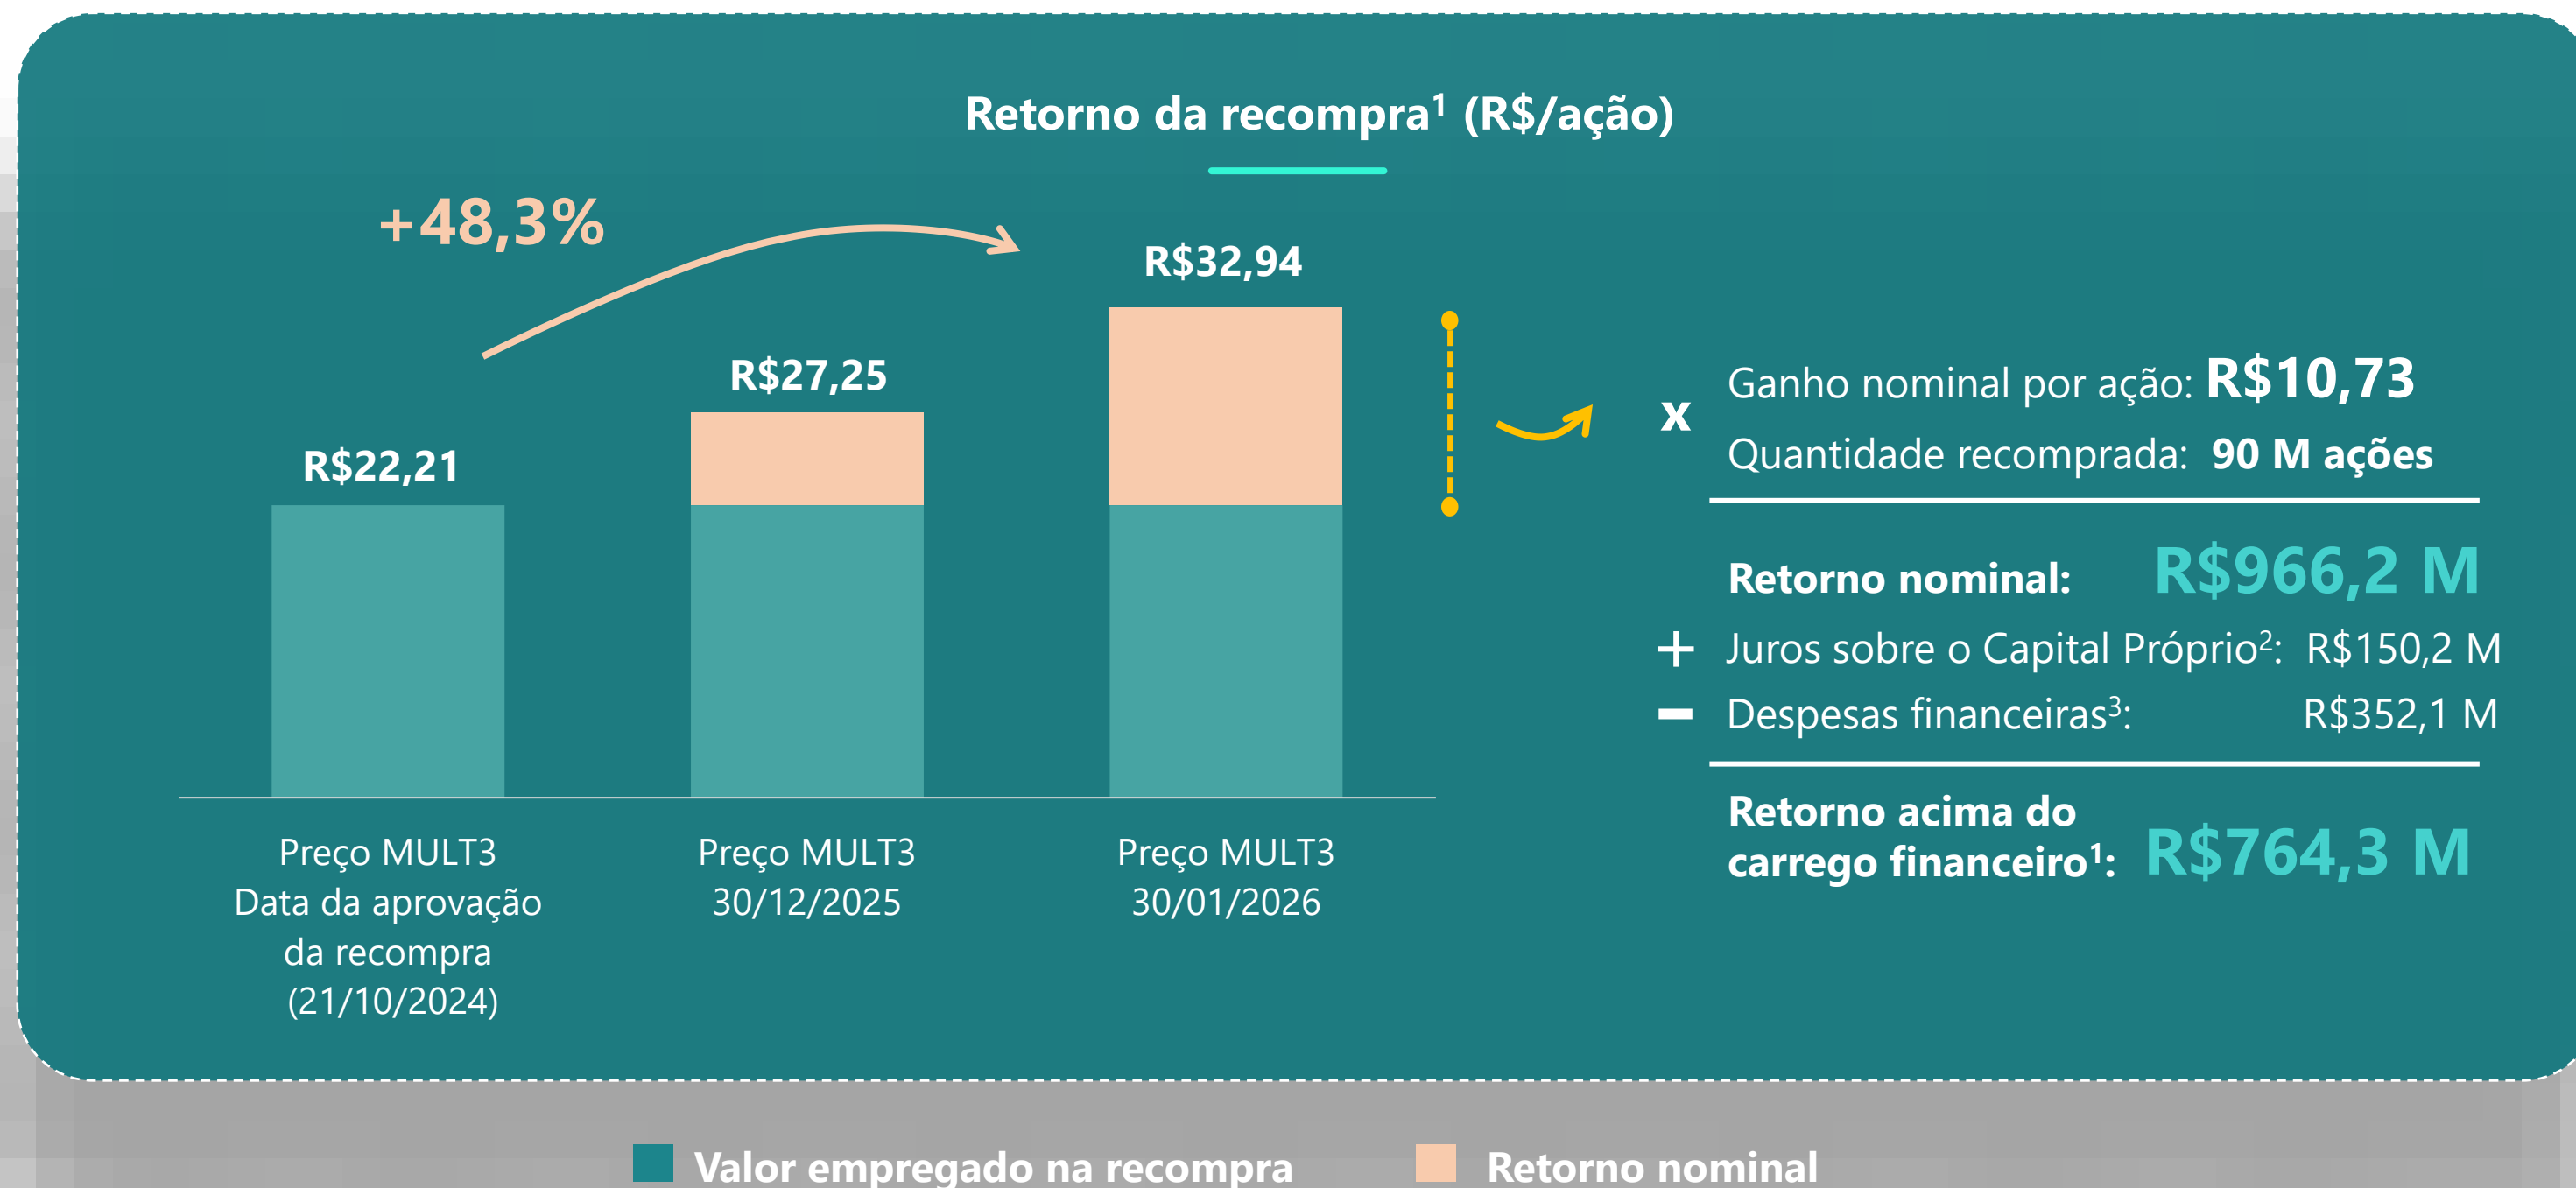 Retorno da recompra¹ (R$/ação)
+48,3%
R$22,21
R$27,25
R$32,94
Preço MULT3
Data da aprovação
da recompra
(21/10/2024)
Preço MULT3
30/12/2025
Preço MULT3
30/01/2026
x
Ganho nominal por ação: R$10,73
Quantidade recomprada: 90 M ações
Retorno nominal: R$966,2 M
+ Juros sobre o Capital Próprio²: R$150,2 M
- Despesas financeiras³: R$352,1 M
Retorno acima do
carrego financeiro¹: R$764,3 M
Valor empregado na recompra
Retorno nominal